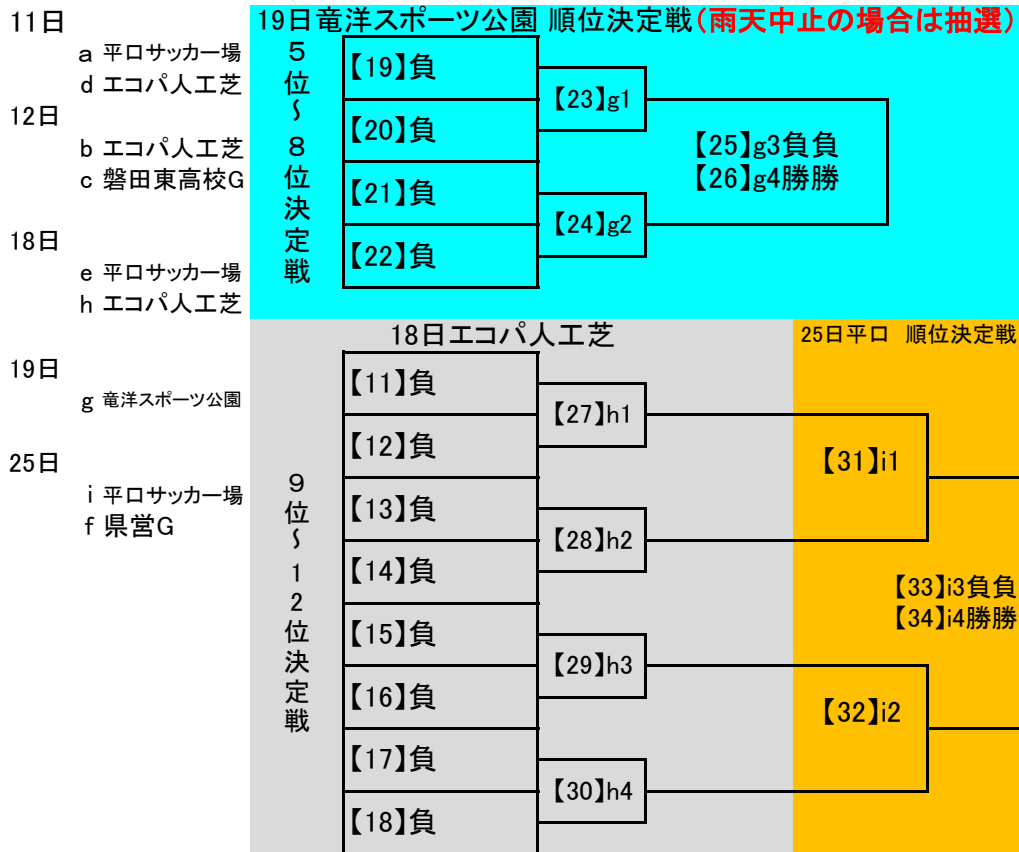 11日
a 平口サッカー場
d エコパ人工芝
12日
b エコパ人工芝
c 磐田東高校G
18日
e 平口サッカー場
h エコパ人工芝
19日
g 竜洋スポーツ公園
25日
i 平口サッカー場
f 県営G
19日竜洋スポーツ公園 順位決定戦(雨天中止の場合は抽選)
5位~8位決定戦
【19】負
【20】負
【21】負
【22】負
【23】g1
【24】g2
【25】g3負負
【26】g4勝勝
18日エコパ人工芝
25日平口 順位決定戦
9位~12位決定戦
【11】負
【12】負
【13】負
【14】負
【15】負
【16】負
【17】負
【18】負
【27】h1
【28】h2
【29】h3
【30】h4
【31】i1
【32】i2
【33】i3負負
【34】i4勝勝